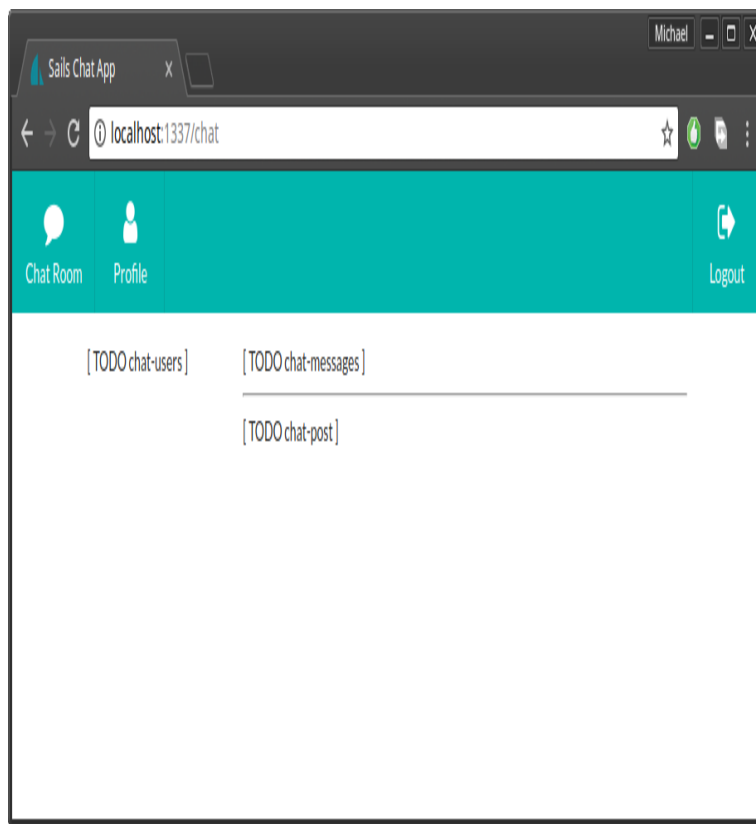 Michael
Sails Chat App
localhost:1337/chat
Chat Room
Profile
Logout
[ TODO chat-users ]
[ TODO chat-messages ]
[ TODO chat-post ]